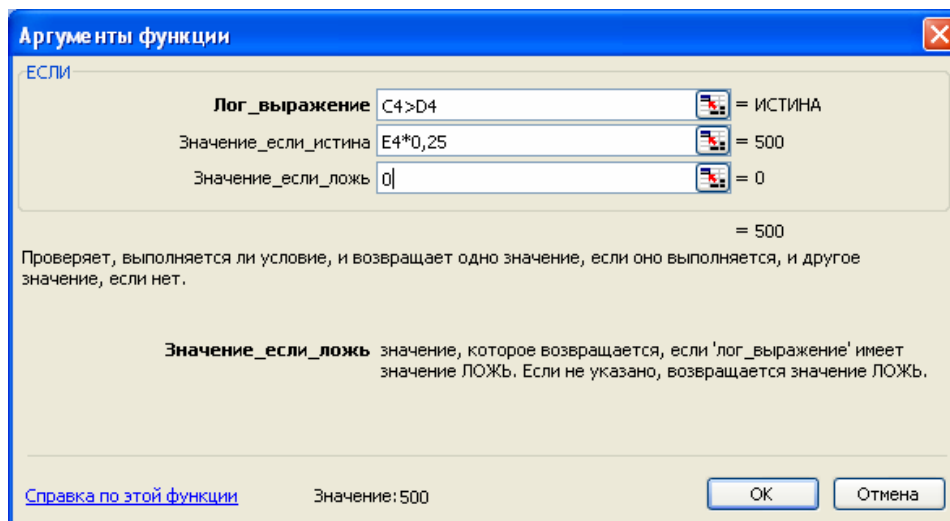 Аргументы функции
ЕСЛИ
Лог_выражение C4>D4 = ИСТИНА
Значение_если_истина E4*0,25 = 500
Значение_если_ложь 0 = 0
= 500
Проверяет, выполняется ли условие, и возвращает одно значение, если оно выполняется, и другое
значение, если нет.
Значение_если_ложь значение, которое возвращается, если 'лог_выражение' имеет
значение ЛОЖЬ. Если не указано, возвращается значение ЛОЖЬ.
Справка по этой функции Значение: 500 ОК Отмена